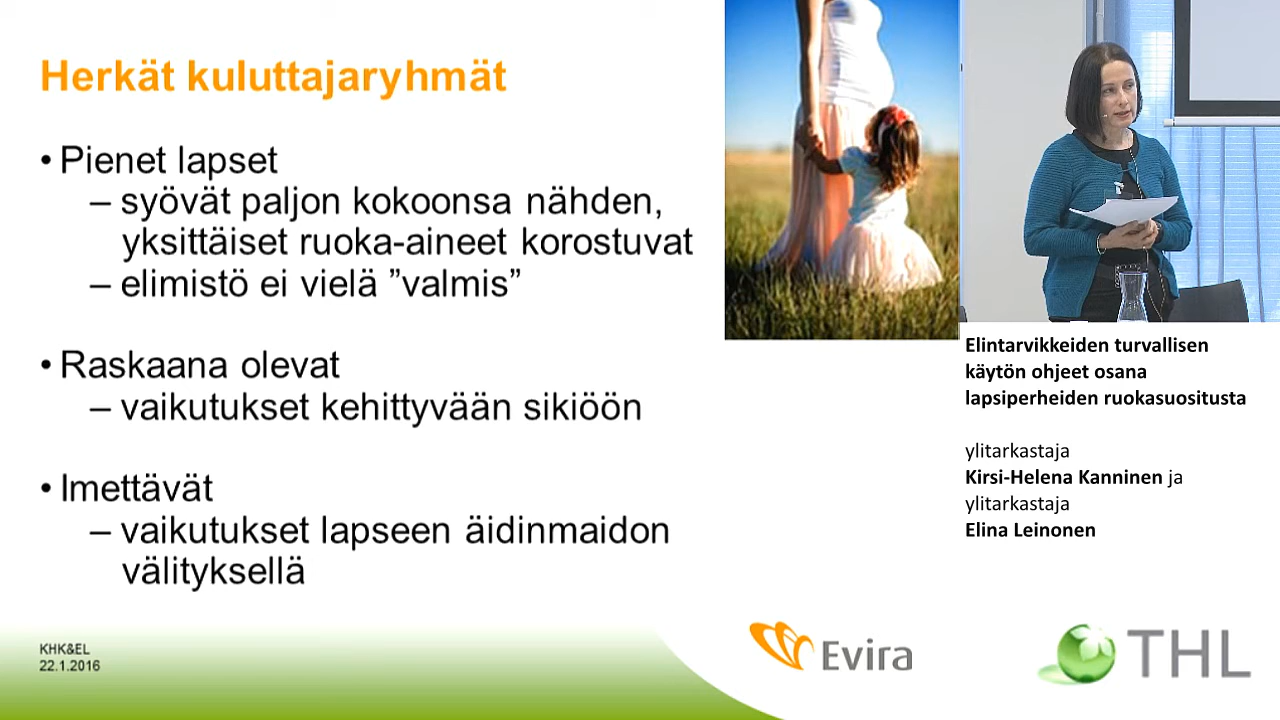 Herkät kuluttajaryhmät
• Pienet lapset
– syövät paljon kokoonsa nähden,
yksittäiset ruoka-aineet korostuvat
– elimistö ei vielä ”valmis”
• Raskaana olevat
– vaikutukset kehittyvään sikiöön
• Imettävät
– vaikutukset lapseen äidinmaidon
välityksellä
KHK&EL
22.1.2016
Evira
Elintarvikkeiden turvallisen
käytön ohjeet osana
lapsiperheiden ruokasuositusta
ylitarkastaja
Kirsi-Helena Kanninen ja
ylitarkastaja
Elina Leinonen
THL